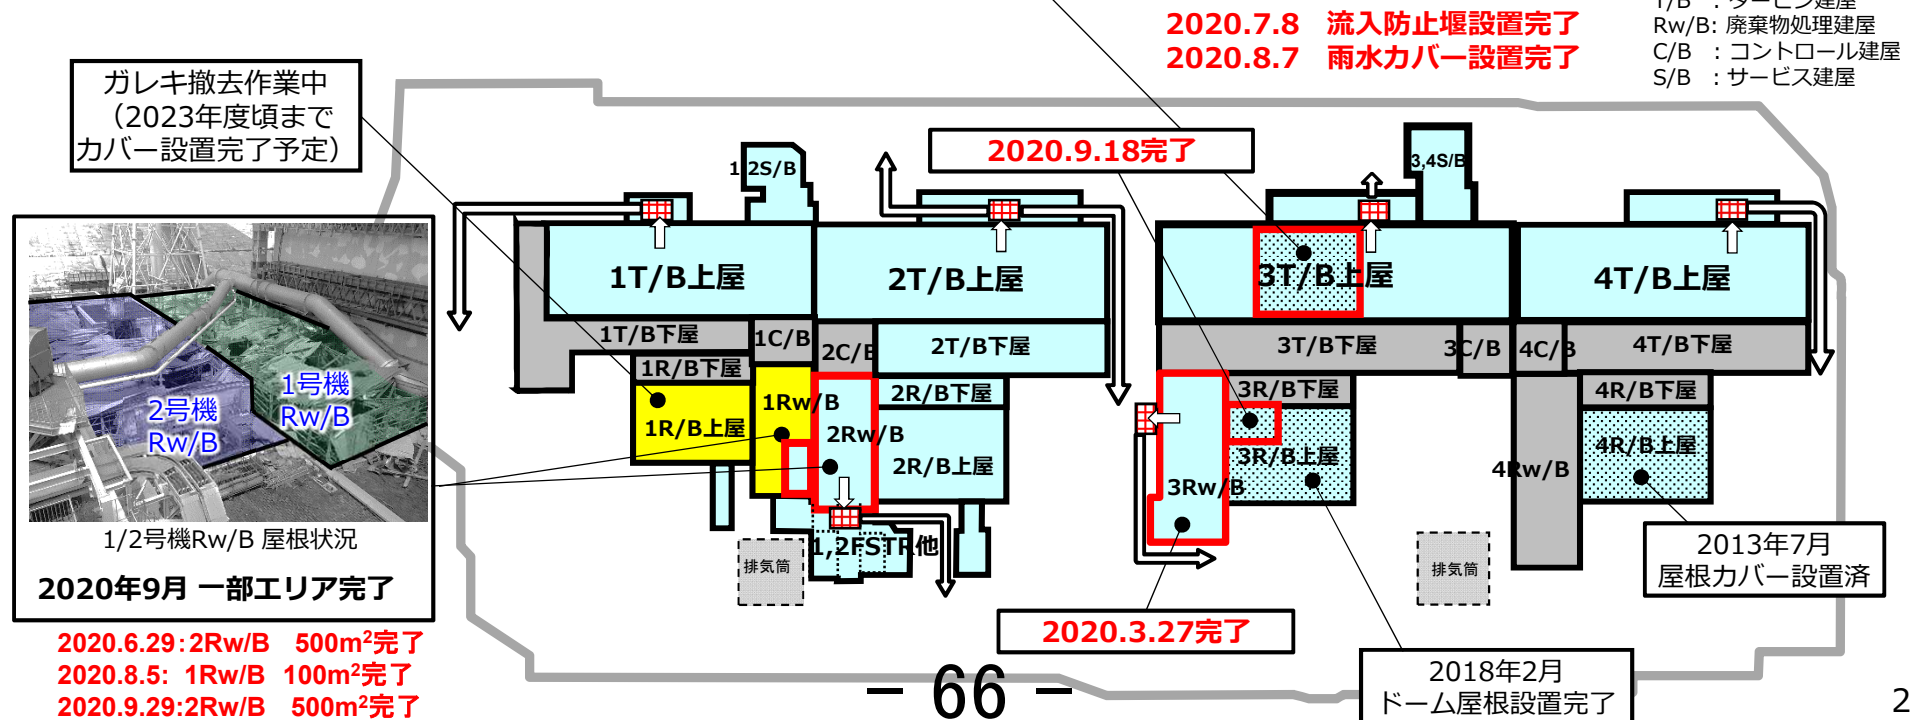 2020.7.8 流入防止堰設置完了
2020.8.7 雨水カバー設置完了
T/B : タービン建屋
Rw/B: 廃棄物処理建屋
C/B : コントロール建屋
S/B : サービス建屋
ガレキ撤去作業中
（2023年度頃まで
カバー設置完了予定）
2020.9.18完了
1,2S/B
3,4S/B
1T/B上屋
2T/B上屋
3T/B上屋
4T/B上屋
1T/B下屋
1C/B
2C/B
2T/B下屋
3T/B下屋
3C/B
4C/B
4T/B下屋
1R/B下屋
2R/B下屋
3R/B下屋
4R/B下屋
1Rw/B
1R/B上屋
2Rw/B
2R/B上屋
3R/B上屋
4R/B上屋
3Rw/B
4Rw/B
1,2FSTR他
排気筒
排気筒
1号機
Rw/B
2号機
Rw/B
1/2号機Rw/B 屋根状況
2020年9月 一部エリア完了
2020.6.29:2Rw/B 500m²完了
2020.8.5: 1Rw/B 100m²完了
2020.9.29:2Rw/B 500m²完了
2020.3.27完了
2013年7月
屋根カバー設置済
2018年2月
ドーム屋根設置完了
- 66 -
2